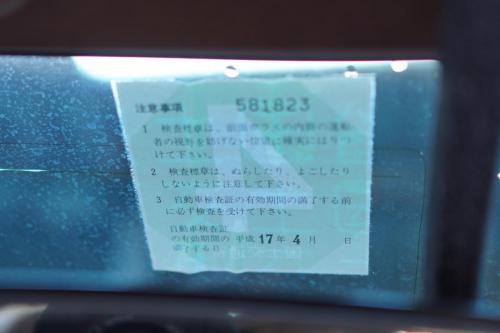 注意事項 581823
1 検査標章は、前面ガラスの内側の運転
者の視野を妨げない位置に確実にはりつ
けて下さい。
2 検査標章は、ぬらしたり、よごしたり
しないように注意して下さい。
3 自動車検査証の有効期間の満了する前
に必ず検査を受けて下さい。
自動車検査証
の有効期間の 平成17年4月 日
満了する日